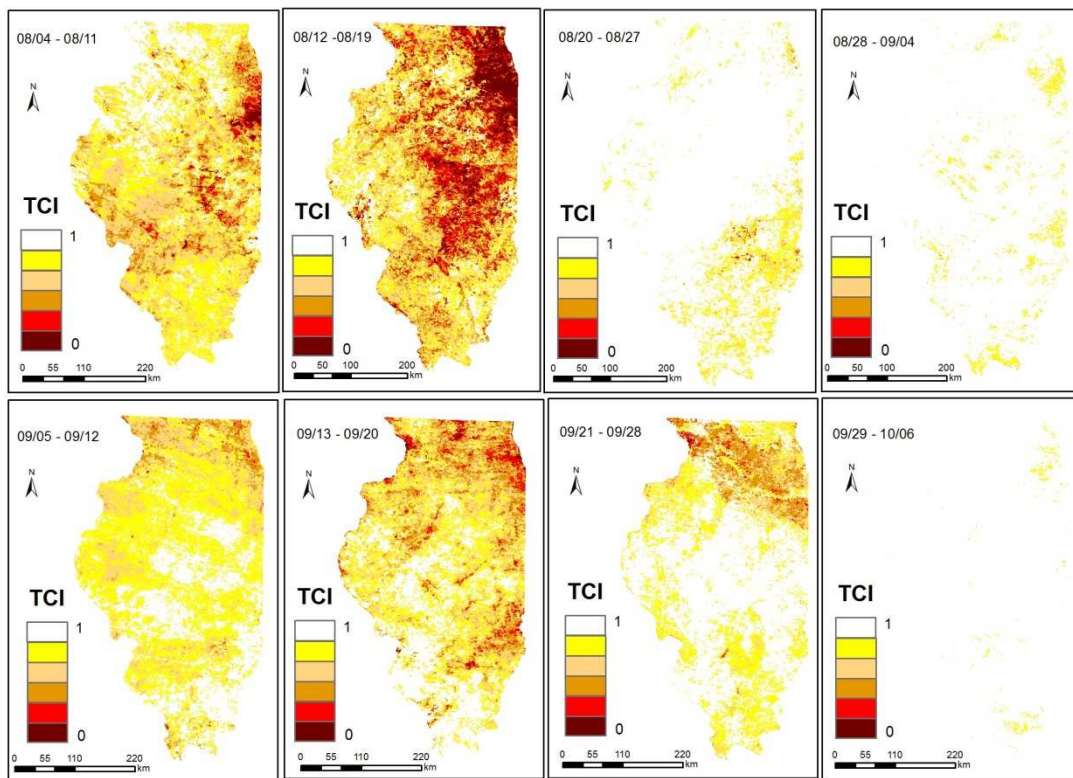 08/04 - 08/11
N
TCI
1
0
0 55 110 220
km
08/12 -08/19
N
TCI
1
0
0 50 100 200
km
08/20 - 08/27
N
TCI
1
0
0 50 100 200
km
08/28 - 09/04
N
TCI
1
0
0 50 100 200
km
09/05 - 09/12
N
TCI
1
0
0 55 110 220
km
09/13 - 09/20
N
TCI
1
0
0 55 110 220
km
09/21 - 09/28
N
TCI
1
0
0 55 110 220
km
09/29 - 10/06
N
TCI
1
0
0 55 110 220
km